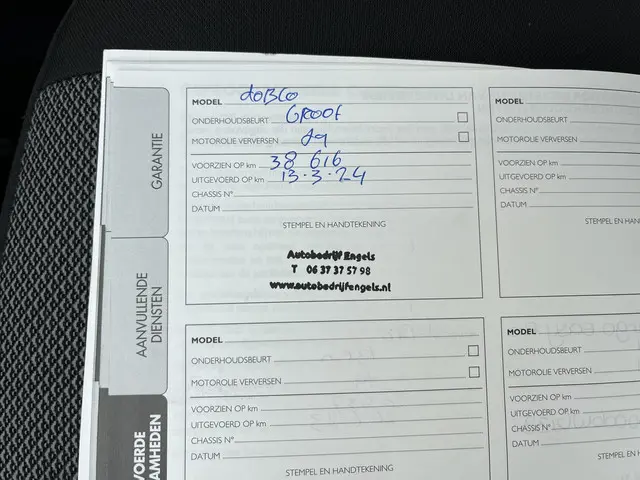 GARANTIE
AANVULLENDE
DIENSTEN
MODEL doBLO
ONDERHOUDSBEURT GROOT
MOTOROLIE VERVERSEN Ja
VOORZIEN OP km 38 616
UITGEVOERD OP km 13·3·24
CHASSIS N°
DATUM
STEMPEL EN HANDTEKENING
Autobedrijf Engels
T 06 37 37 57 98
www.autobedrijfengels.nl
MODEL
ONDERHOUDSBEURT
MOTOROLIE VERVERSEN
VOORZIEN OP km
UITGEVOERD OP km
CHASSIS N°
DATUM
STEMPEL EN HAND
MODEL
ONDERHOUDSBEURT
MOTOROLIE VERVERSEN
VOORZIEN OP km
UITGEVOERD OP km
CHASSIS N°
DATUM
STEMPEL EN HANDTEKENING
MODEL
ONDERHOUDSBEURT
MOTOROLIE VERVERSEN
VOORZIEN OP km
UITGEVOERD OP km
CHASSIS N°
DATUM